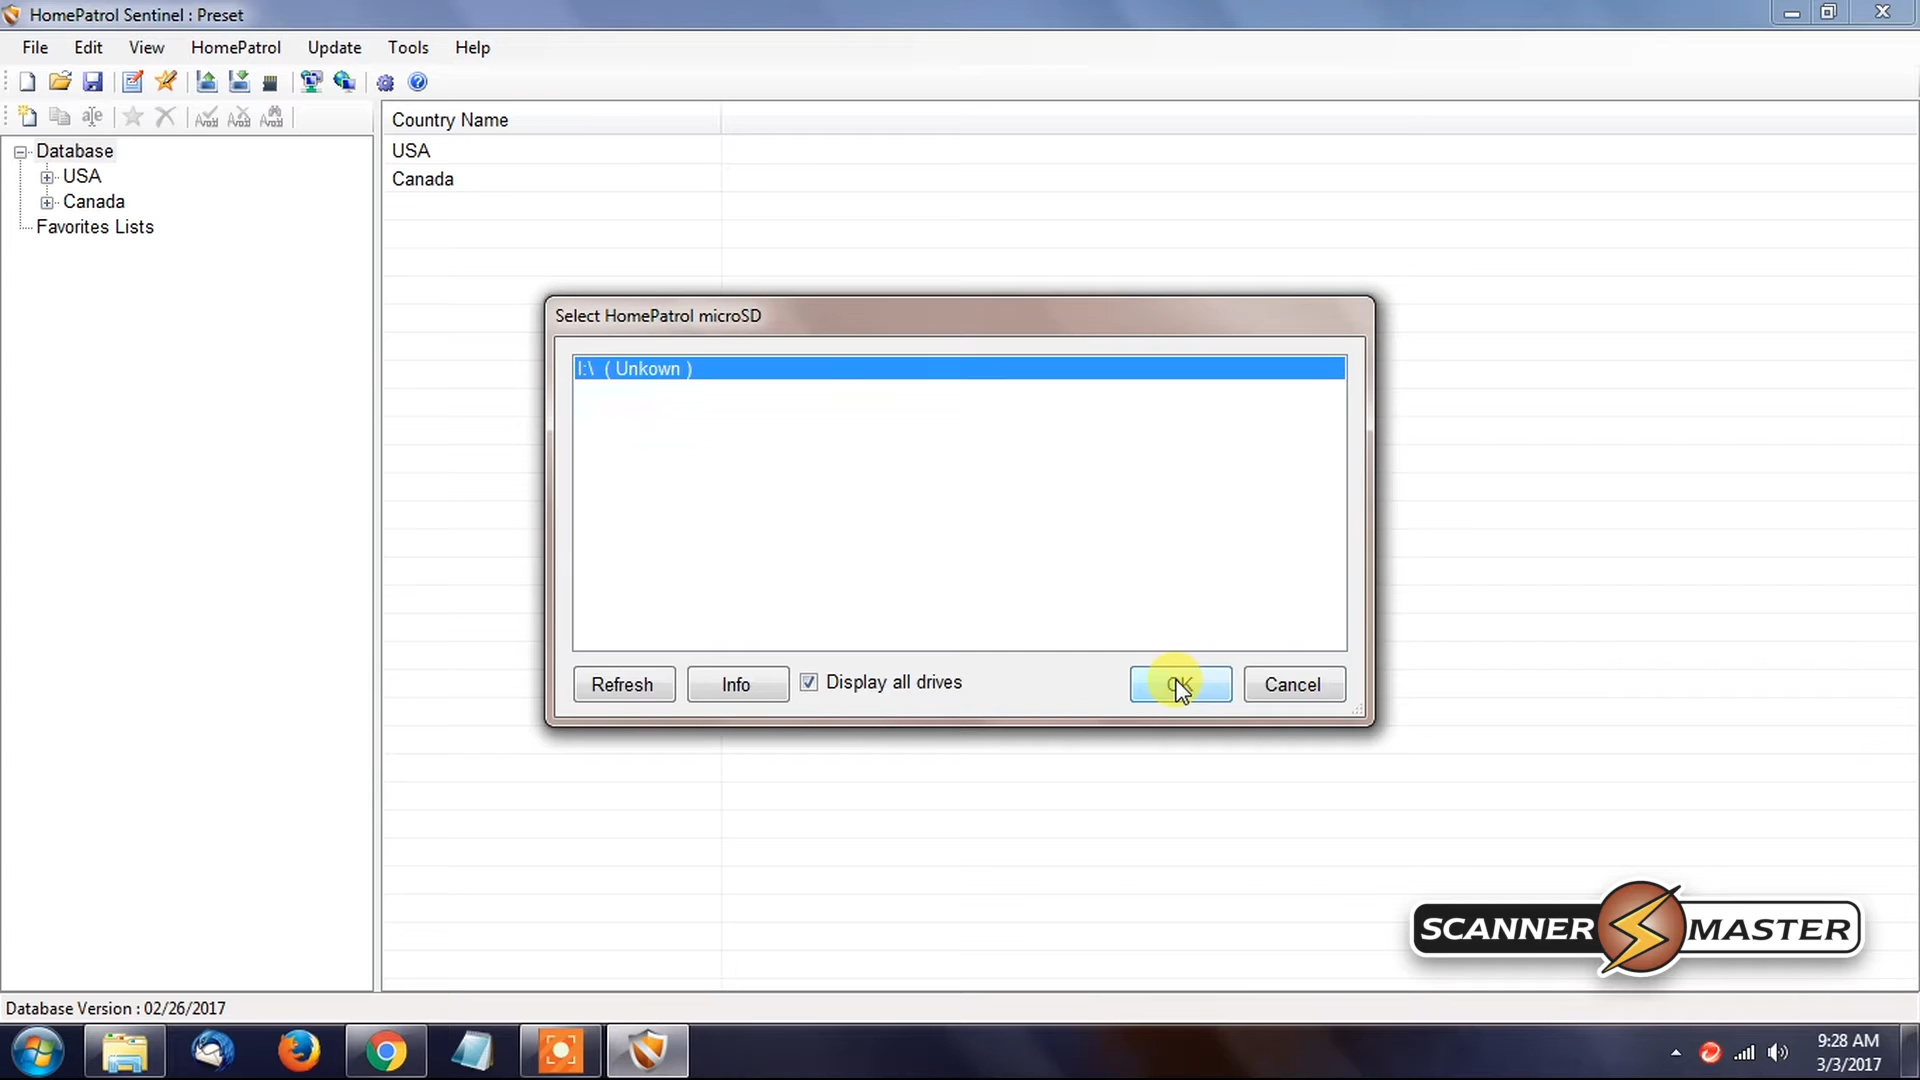 HomePatrol Sentinel : Preset
File Edit View HomePatrol Update Tools Help
Country Name
Database
USA
Canada
Favorites Lists
USA
Canada
Select HomePatrol microSD
I:\ ( Unkown )
Refresh Info Display all drives OK Cancel
SCANNER MASTER
Database Version : 02/26/2017
9:28 AM
3/3/2017